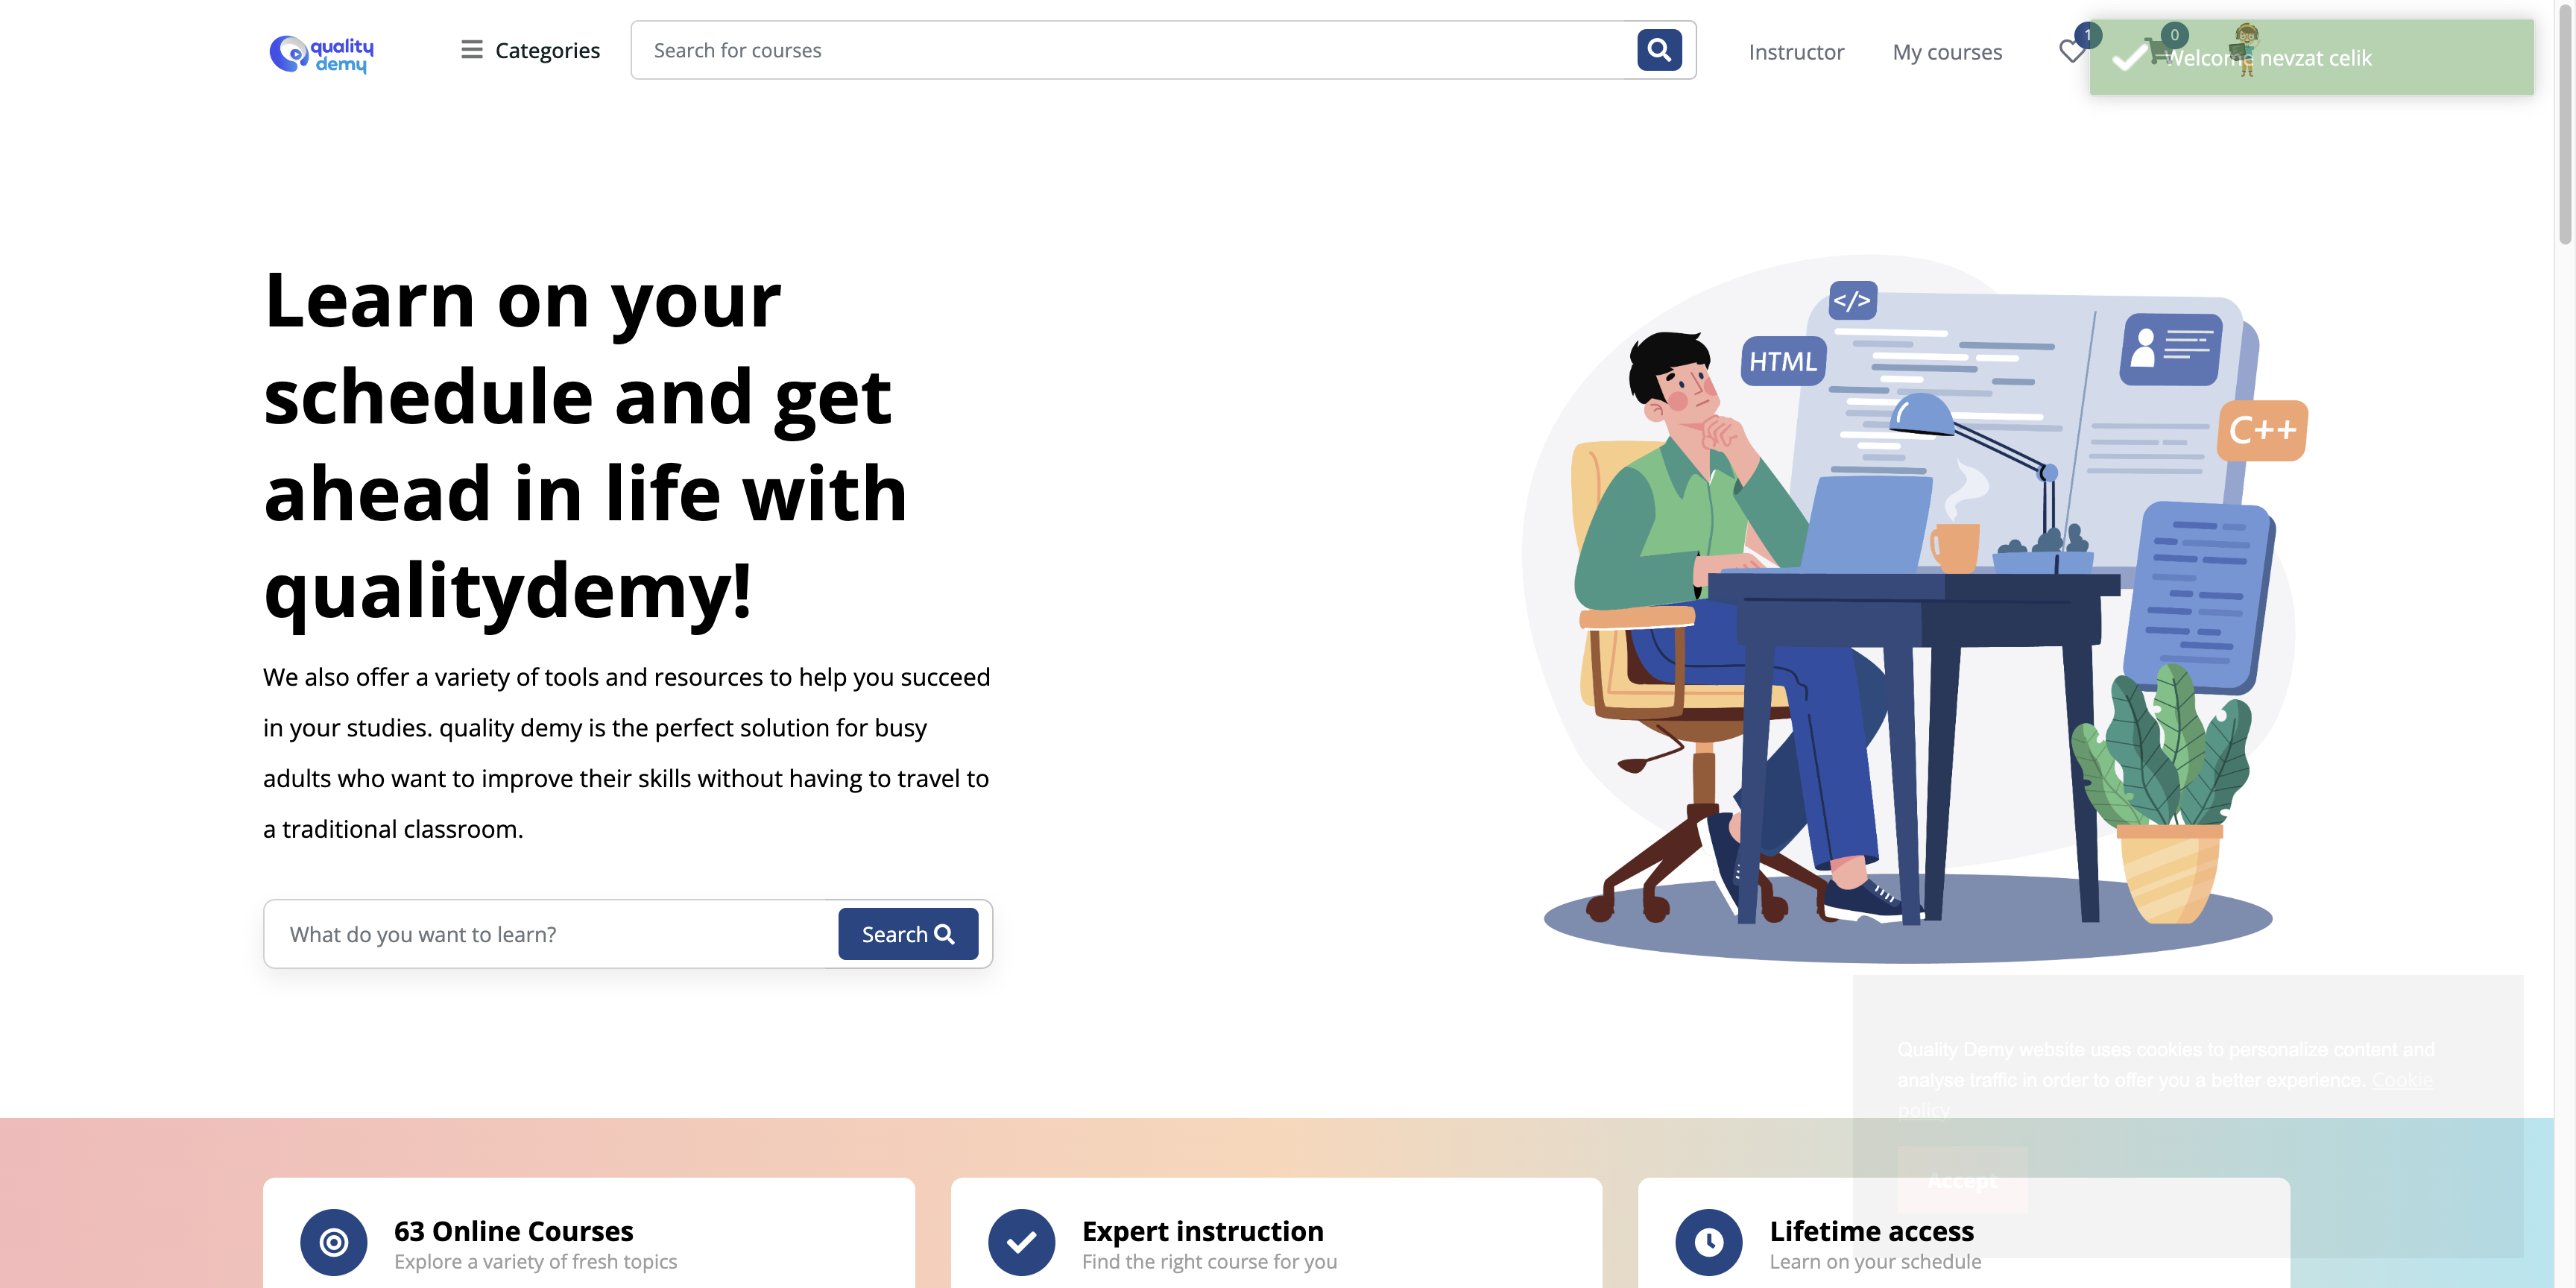 quality
demy
Categories
Search for courses
Instructor
My courses
1
0
Welcome nevzat celik
</>
HTML
C++
Learn on your
schedule and get
ahead in life with
qualitydemy!
We also offer a variety of tools and resources to help you succeed
in your studies. quality demy is the perfect solution for busy
adults who want to improve their skills without having to travel to
a traditional classroom.
What do you want to learn?
Search
Quality Demy website uses cookies to personalize content and
analyse traffic in order to offer you a better experience. Cookie
policy
Accept
63 Online Courses
Explore a variety of fresh topics
Expert instruction
Find the right course for you
Lifetime access
Learn on your schedule